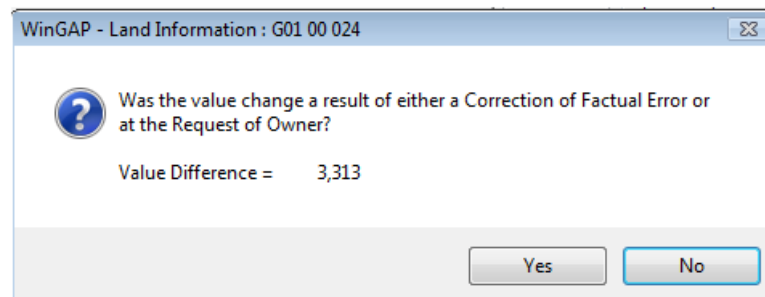 WinGAP - Land Information : G01 00 024
Was the value change a result of either a Correction of Factual Error or
at the Request of Owner?
Value Difference = 3,313
Yes No